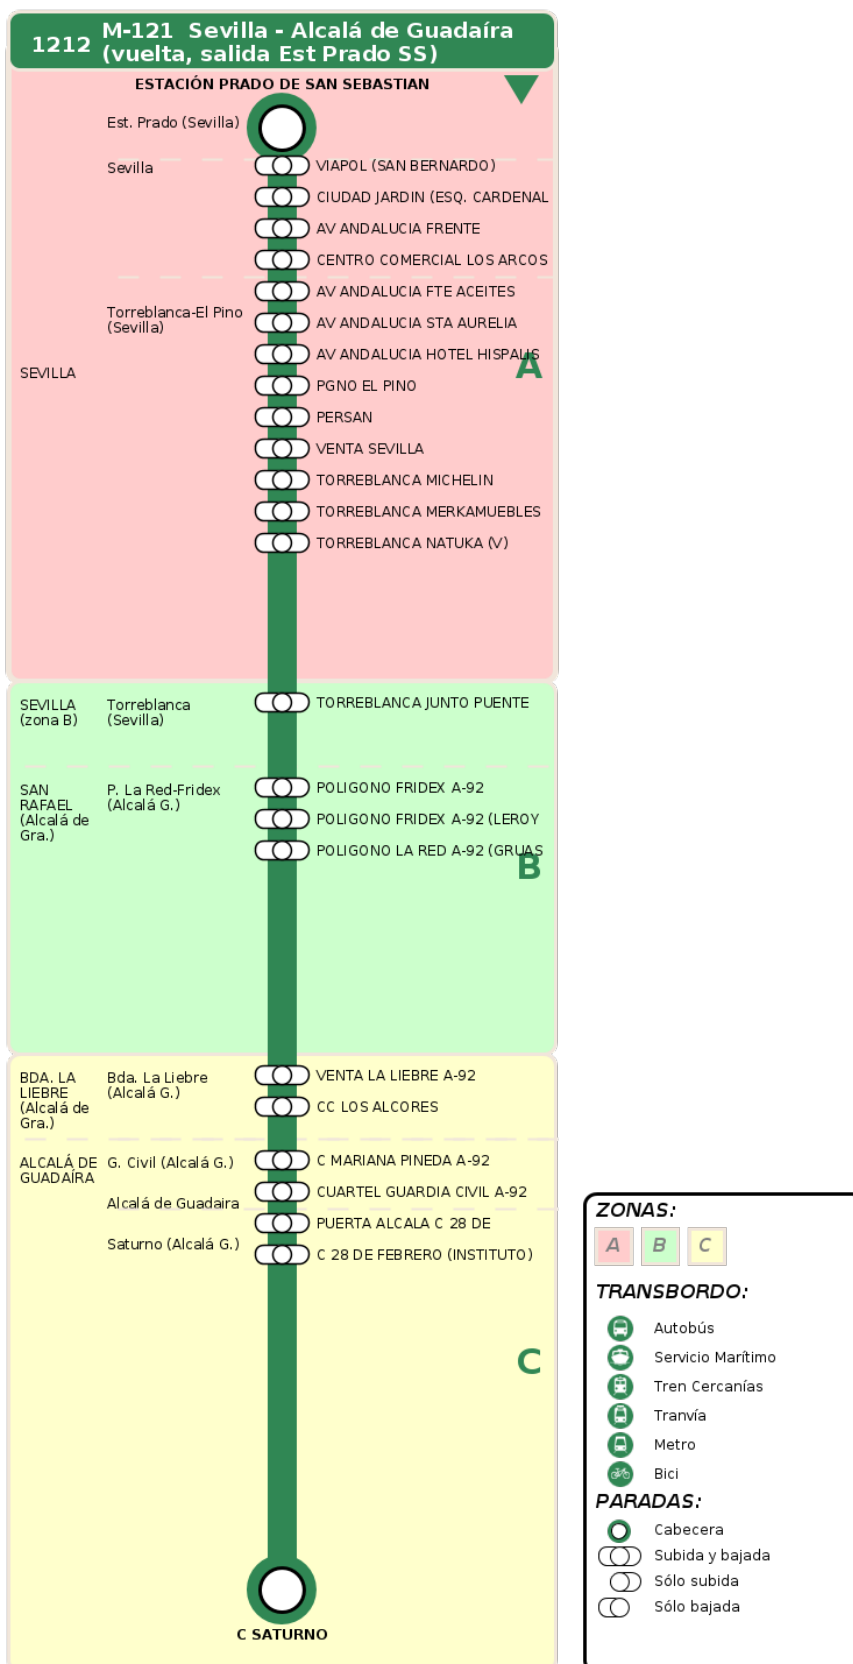 1212
M-121 Sevilla - Alcalá de Guadaíra
(vuelta, salida Est Prado SS)
ESTACIÓN PRADO DE SAN SEBASTIAN
Est. Prado (Sevilla)
Sevilla
VIAPOL (SAN BERNARDO)
CIUDAD JARDIN (ESQ. CARDENAL
AV ANDALUCIA FRENTE
CENTRO COMERCIAL LOS ARCOS
AV ANDALUCIA FTE ACEITES
Torreblanca-El Pino
(Sevilla)
AV ANDALUCIA STA AURELIA
AV ANDALUCIA HOTEL HISPALIS
A
SEVILLA
PGNO EL PINO
PERSAN
VENTA SEVILLA
TORREBLANCA MICHELIN
TORREBLANCA MERKAMUEBLES
TORREBLANCA NATUKA (V)
SEVILLA
(zona B)
Torreblanca
(Sevilla)
TORREBLANCA JUNTO PUENTE
SAN
RAFAEL
(Alcalá de
Gra.)
P. La Red-Fridex
(Alcalá G.)
POLIGONO FRIDEX A-92
POLIGONO FRIDEX A-92 (LEROY
POLIGONO LA RED A-92 (GRUAS
B
BDA. LA
LIEBRE
(Alcalá de
Gra.)
Bda. La Liebre
(Alcalá G.)
VENTA LA LIEBRE A-92
CC LOS ALCORES
ALCALÁ DE
GUADAÍRA
G. Civil (Alcalá G.)
C MARIANA PINEDA A-92
CUARTEL GUARDIA CIVIL A-92
Alcalá de Guadaira
PUERTA ALCALA C 28 DE
Saturno (Alcalá G.)
C 28 DE FEBRERO (INSTITUTO)
C
C SATURNO
ZONAS:
A B C
TRANSBORDO:
Autobús
Servicio Marítimo
Tren Cercanías
Tranvía
Metro
Bici
PARADAS:
Cabecera
Subida y bajada
Sólo subida
Sólo bajada